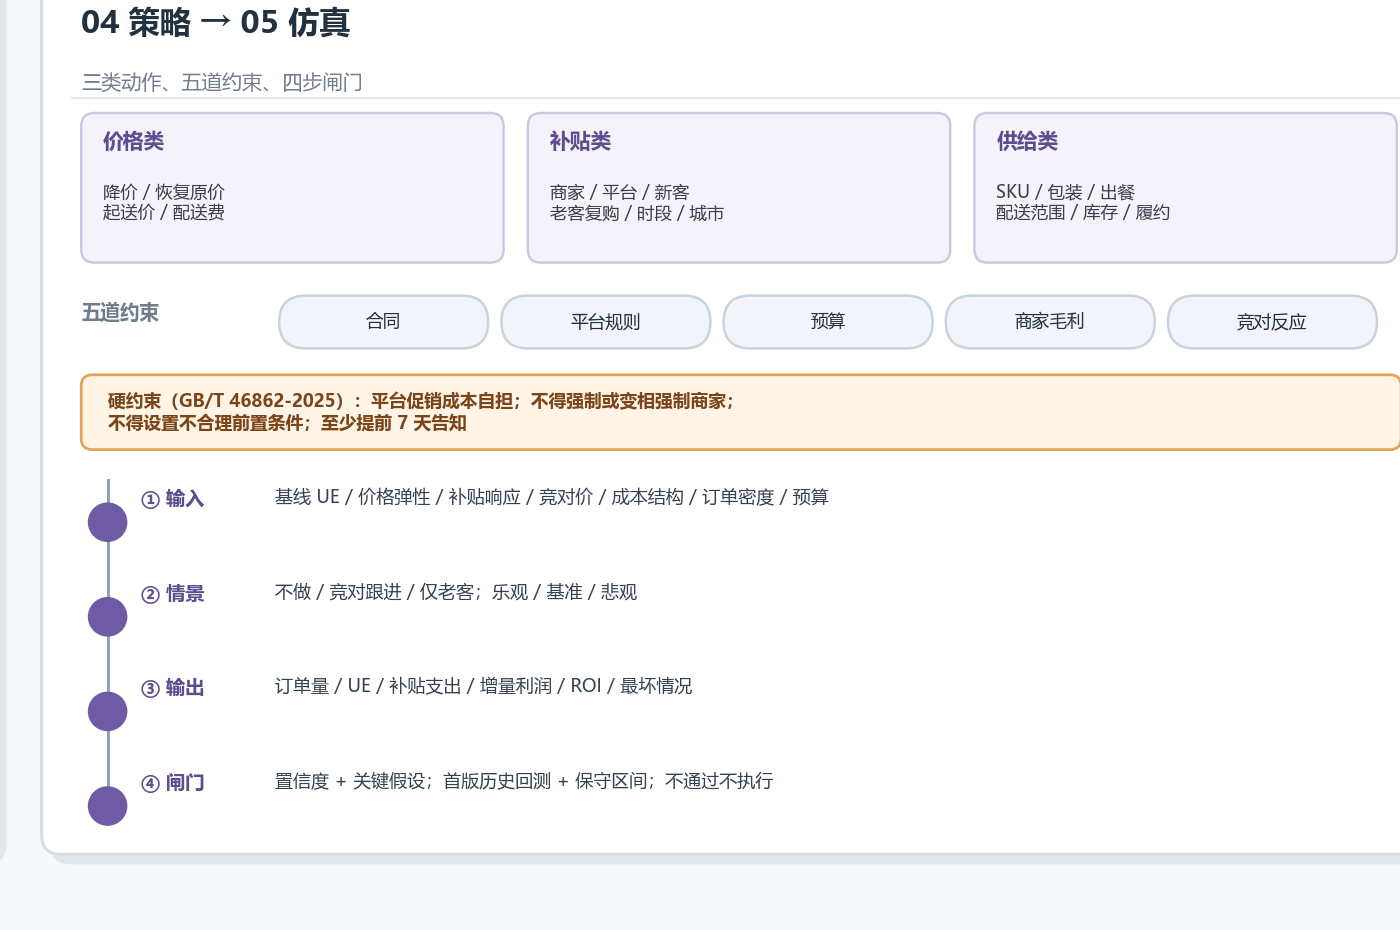 04 策略 → 05 仿真
三类动作、五道约束、四步闸门
价格类
降价 / 恢复原价
起送价 / 配送费
补贴类
商家 / 平台 / 新客
老客复购 / 时段 / 城市
供给类
SKU / 包装 / 出餐
配送范围 / 库存 / 履约
五道约束
合同
平台规则
预算
商家毛利
竞对反应
硬约束（GB/T 46862-2025）：平台促销成本自担；不得强制或变相强制商家；
不得设置不合理前置条件；至少提前 7 天告知
① 输入
基线 UE / 价格弹性 / 补贴响应 / 竞对价 / 成本结构 / 订单密度 / 预算
② 情景
不做 / 竞对跟进 / 仅老客；乐观 / 基准 / 悲观
③ 输出
订单量 / UE / 补贴支出 / 增量利润 / ROI / 最坏情况
④ 闸门
置信度 + 关键假设；首版历史回测 + 保守区间；不通过不执行